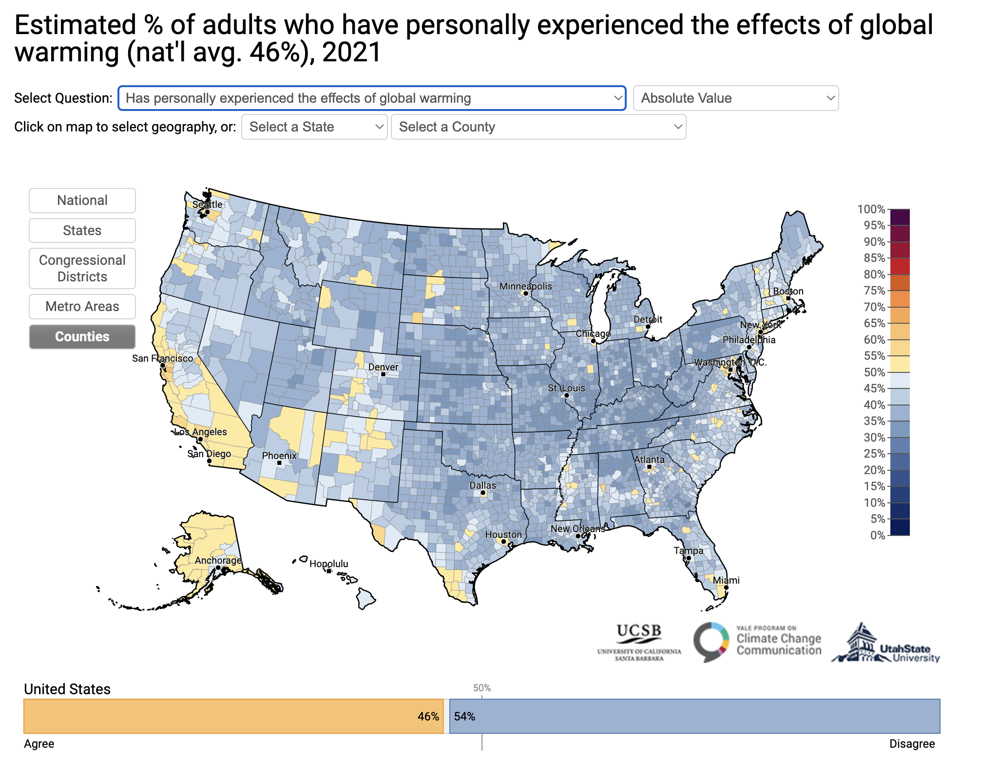 Estimated % of adults who have personally experienced the effects of global
warming (nat'l avg. 46%), 2021
Select Question:
Has personally experienced the effects of global warming
Absolute Value
Click on map to select geography, or:
Select a State
Select a County
National
States
Congressional
Districts
Metro Areas
Counties
Seattle
Minneapolis
Boston
Detroit
New York
Chicago
Philadelphia
San Francisco
Denver
Washington, D.C.
St. Louis
Los Angeles
San Diego
Phoenix
Atlanta
Dallas
New Orleans
Houston
Tampa
Anchorage
Honolulu
Miami
100%
95%
90%
85%
80%
75%
70%
65%
60%
55%
50%
45%
40%
35%
30%
25%
20%
15%
10%
5%
0%
UCSB
UNIVERSITY OF CALIFORNIA
SANTA BARBARA
YALE PROGRAM ON
Climate Change
Communication
UtahState
University
United States
50%
46%
54%
Agree
Disagree